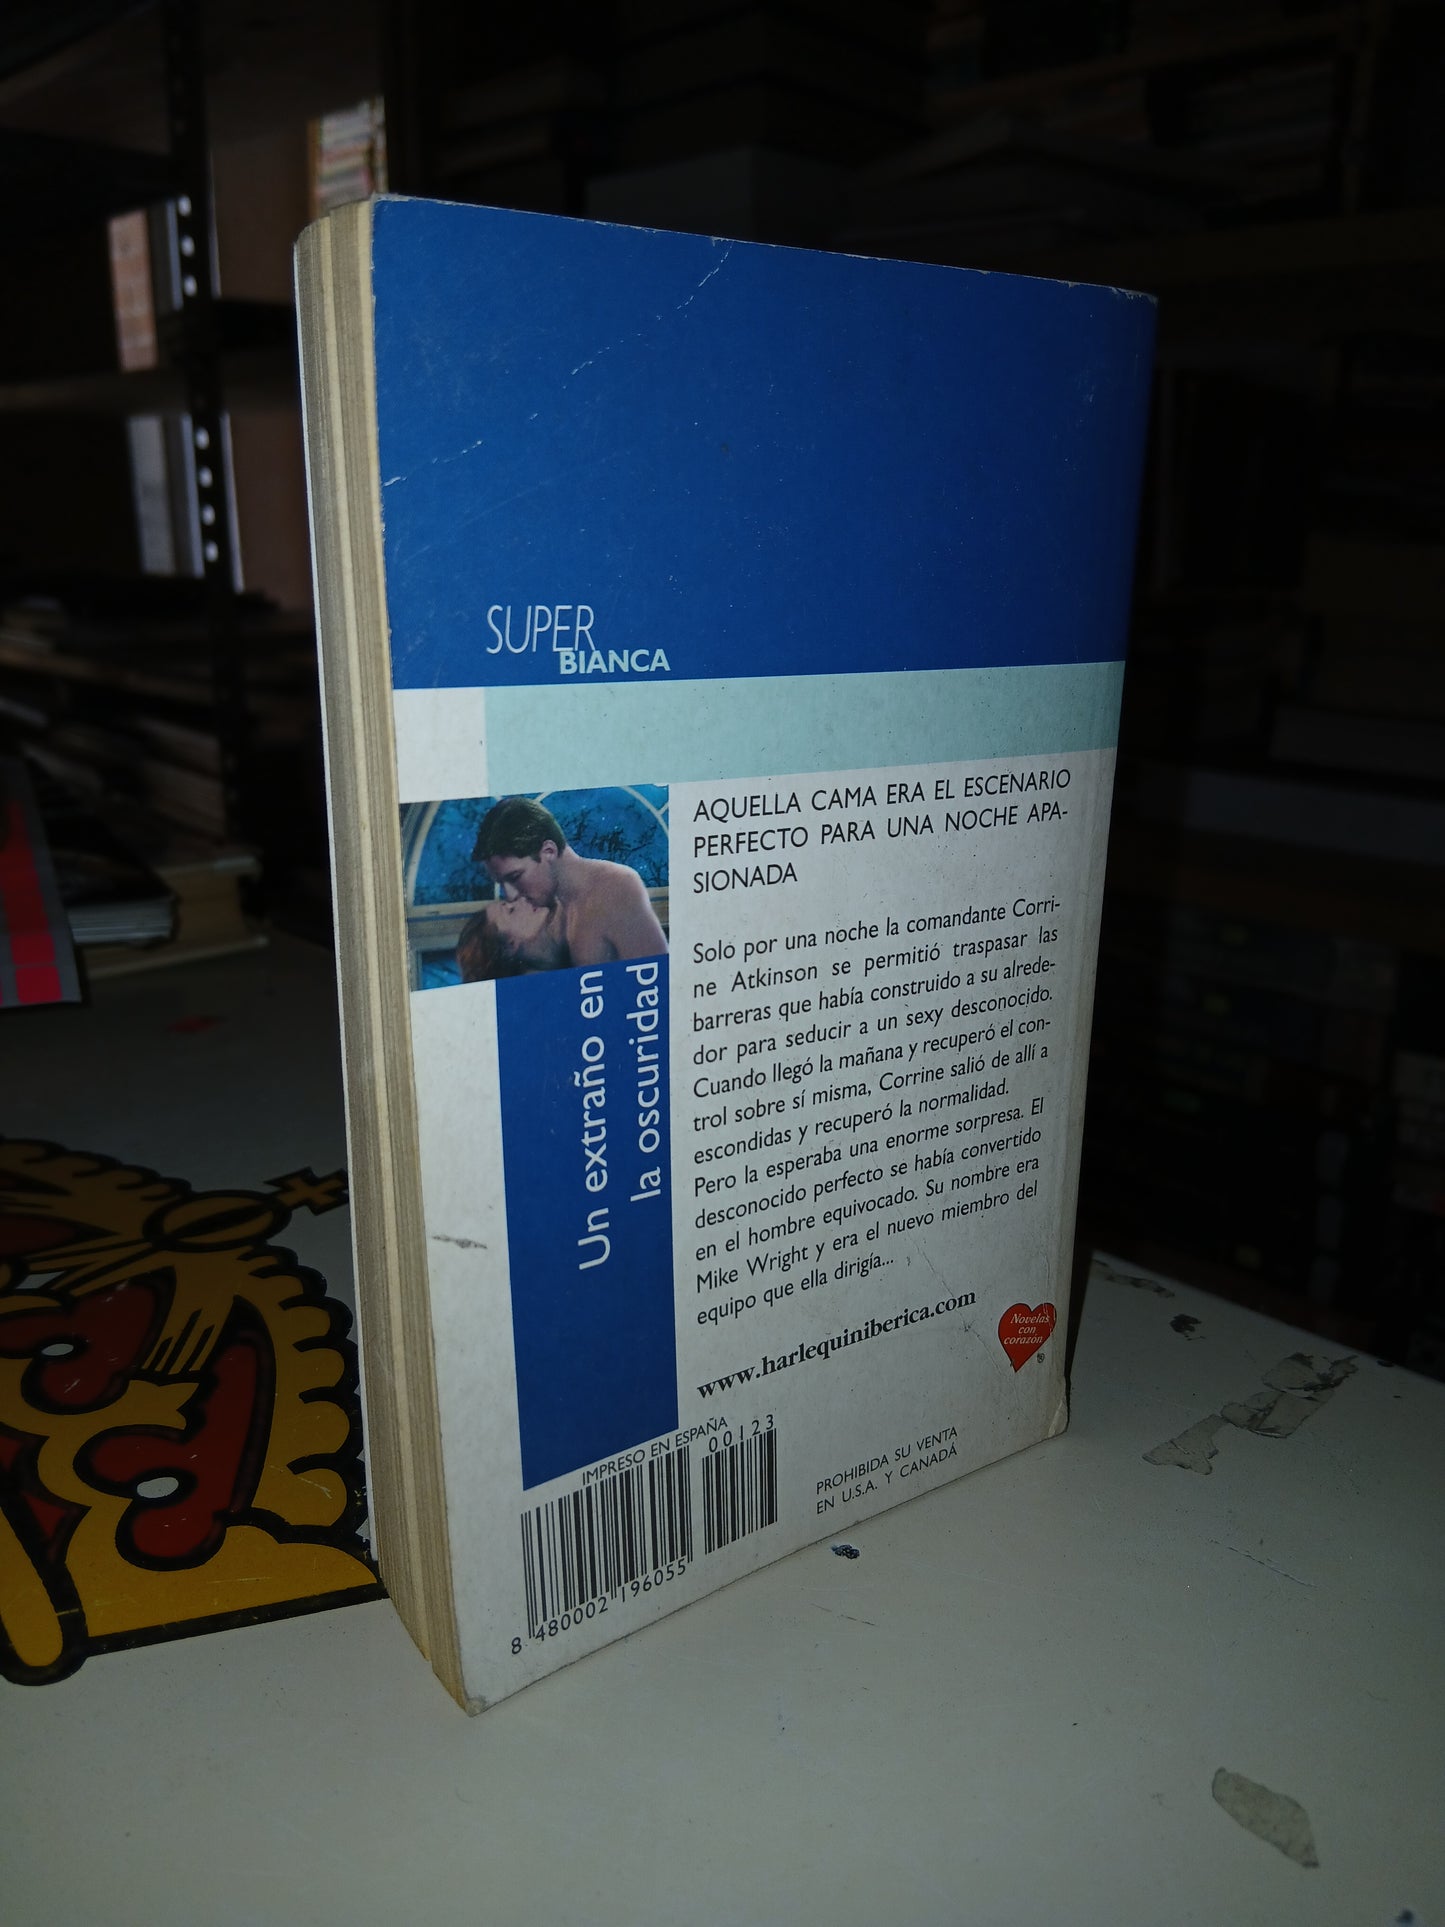 SUPER
BIANCA
AQUELLA CAMA ERA EL ESCENARIO
PERFECTO PARA UNA NOCHE APA-
SIONADA
Solo por una noche la comandante Corri-
ne Atkinson se permitió traspasar las
barreras que había construido a su alrede-
dor para seducir a un sexy desconocido.
Cuando llegó la mañana y recuperó el con-
trol sobre sí misma, Corrine salió de allí a
escondidas y recuperó la normalidad.
Pero la esperaba una enorme sorpresa. El
desconocido perfecto se había convertido
en el hombre equivocado. Su nombre era
Mike Wright y era el nuevo miembro del
equipo que ella dirigía...
www.harlequiniberica.com
Novelas
con
corazón
®
Un extraño en
la oscuridad
IMPRESO EN ESPAÑA
00123
8 480002 196055
PROHIBIDA SU VENTA
EN U.S.A. Y CANADÁ